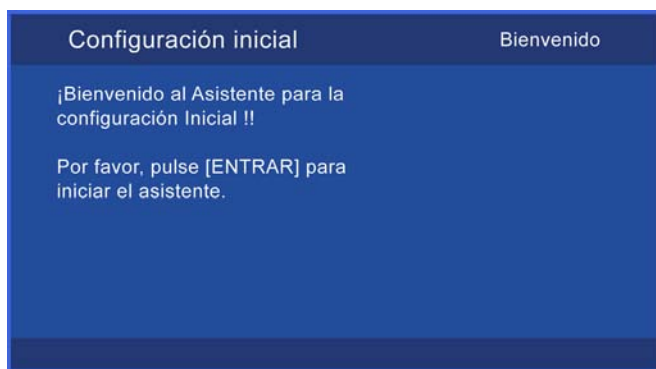 Configuración inicial
Bienvenido
¡Bienvenido al Asistente para la
configuración Inicial !!
Por favor, pulse [ENTRAR] para
iniciar el asistente.